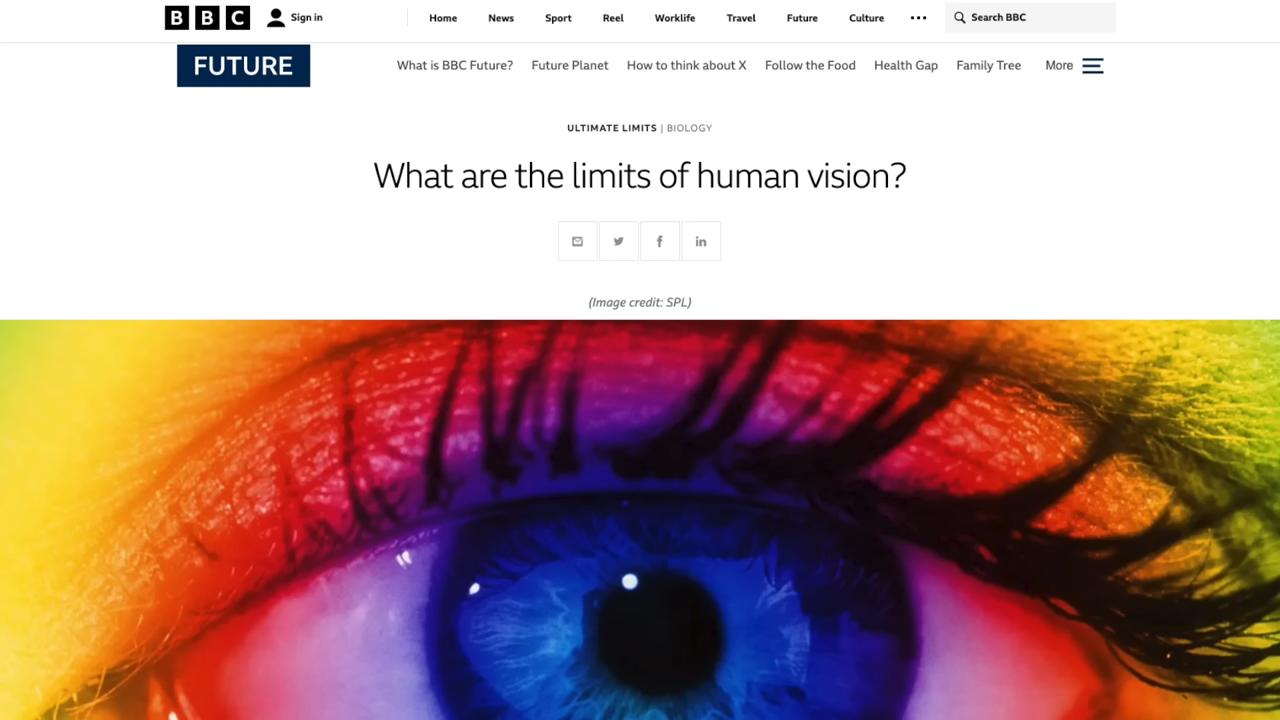 BBC Sign in Home News Sport Reel Worklife Travel Future Culture Search BBC
FUTURE What is BBC Future? Future Planet How to think about X Follow the Food Health Gap Family Tree More
ULTIMATE LIMITS | BIOLOGY
What are the limits of human vision?
(Image credit: SPL)